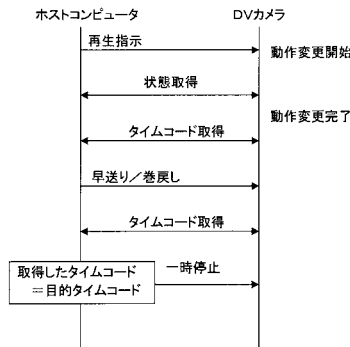 ホストコンピュータ
DVカメラ
再生指示
動作変更開始
状態取得
動作変更完了
タイムコード取得
早送り／巻戻し
タイムコード取得
取得したタイムコード
＝目的タイムコード
一時停止